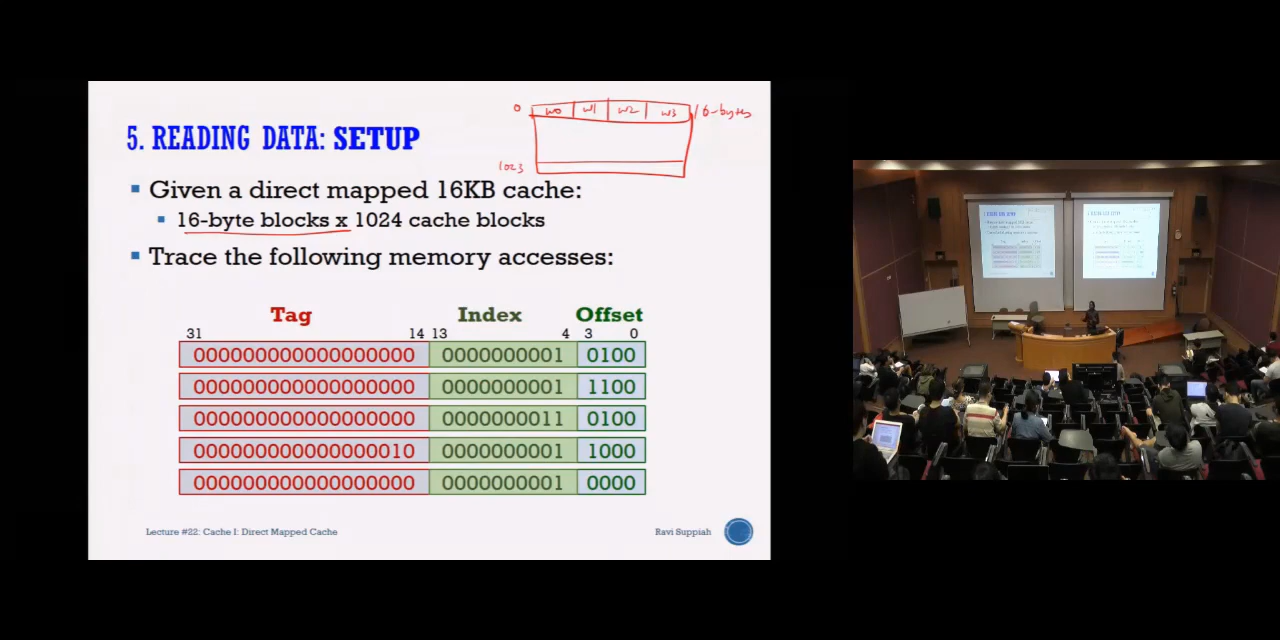 0 W0 W1 W2 W3 16-bytes
5. READING DATA: SETUP
1023
Given a direct mapped 16KB cache:
16-byte blocks x 1024 cache blocks
Trace the following memory accesses:
Tag Index Offset
31 14 13 4 3 0
000000000000000000 0000000001 0100
000000000000000000 0000000001 1100
000000000000000000 0000000011 0100
000000000000000010 0000000001 1000
000000000000000000 0000000001 0000
Lecture #22: Cache I: Direct Mapped Cache Ravi Suppiah